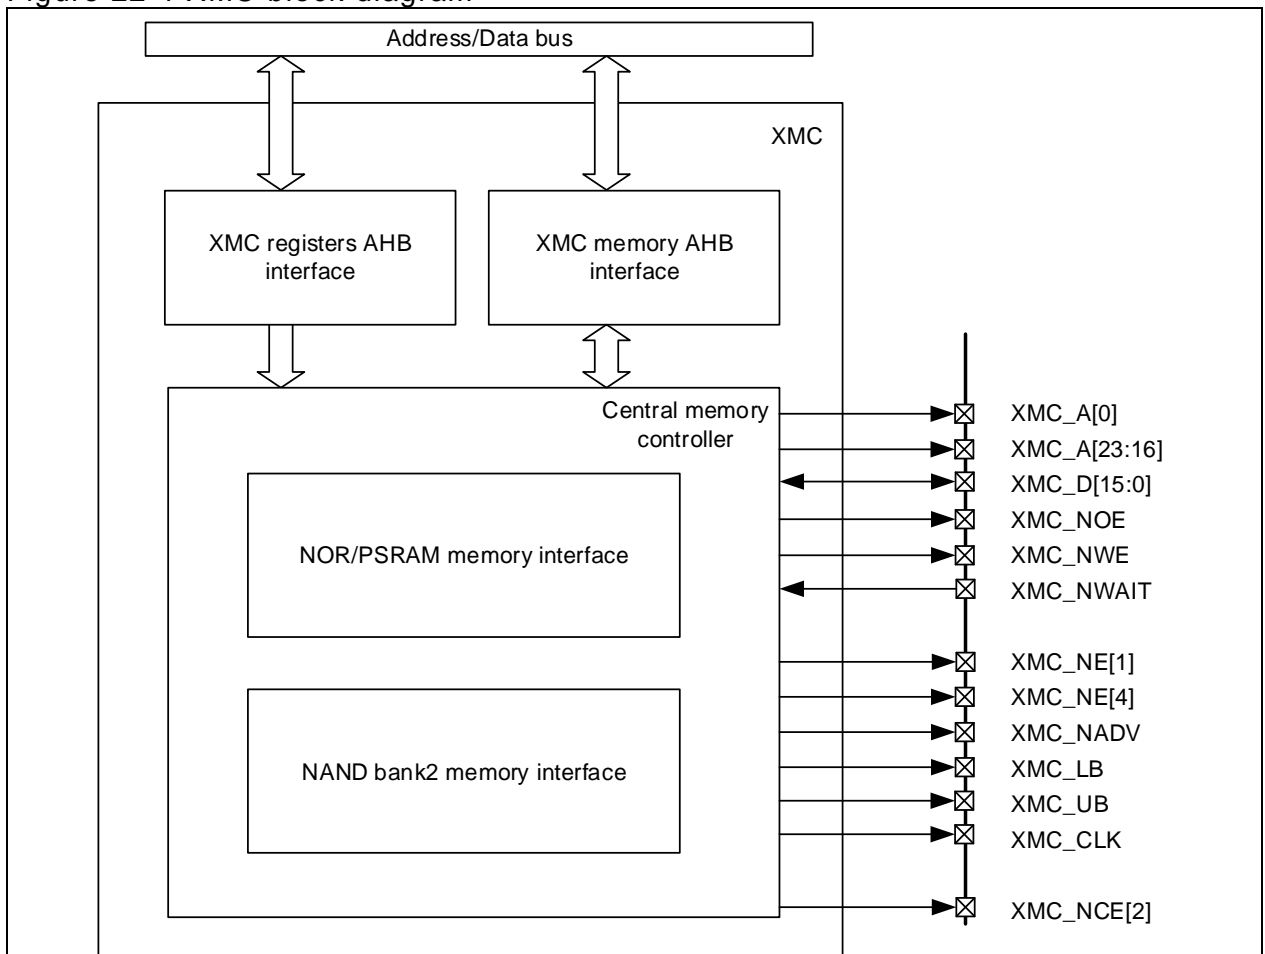 Address/Data bus
XMC
XMC registers AHB
interface
XMC memory AHB
interface
Central memory
controller
NOR/PSRAM memory interface
NAND bank2 memory interface
XMC_A[0]
XMC_A[23:16]
XMC_D[15:0]
XMC_NOE
XMC_NWE
XMC_NWAIT
XMC_NE[1]
XMC_NE[4]
XMC_NADV
XMC_LB
XMC_UB
XMC_CLK
XMC_NCE[2]